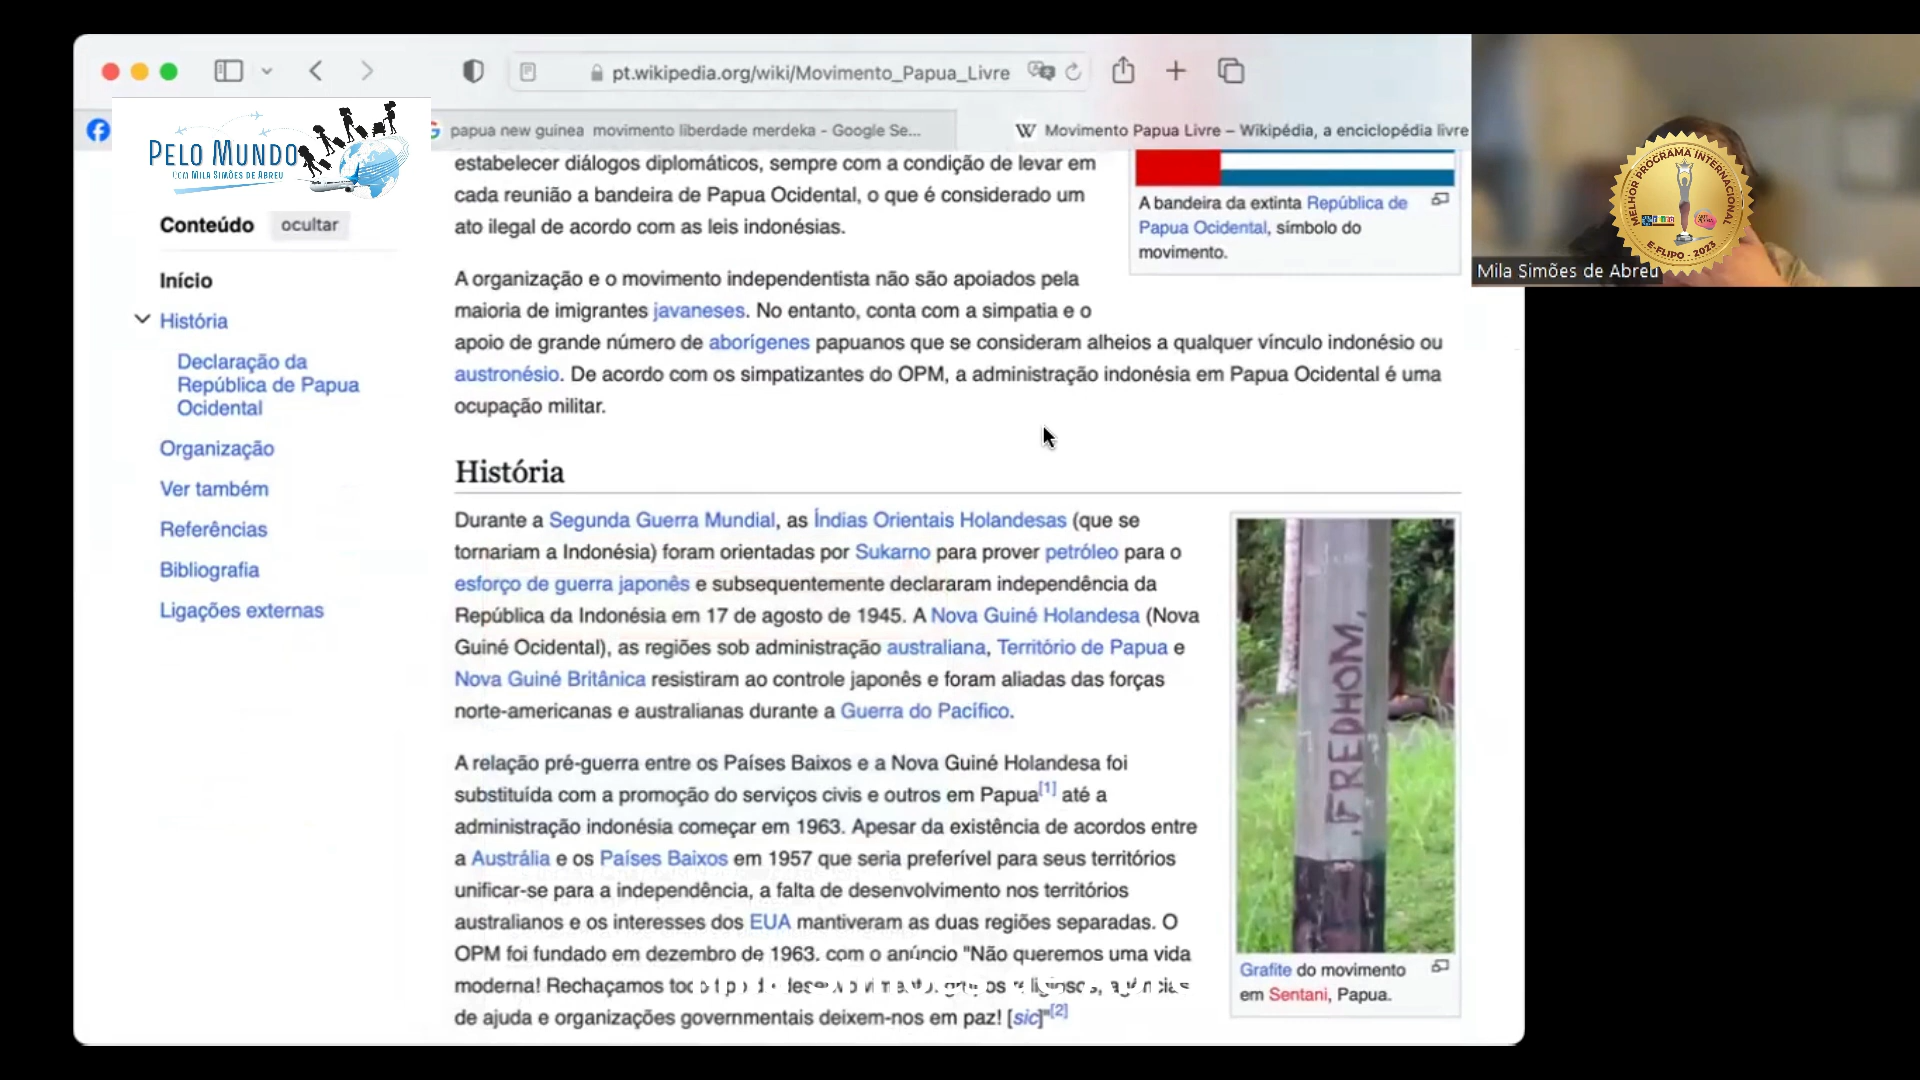 pt.wikipedia.org/wiki/Movimento_Papua_Livre
papua new guinea movimento liberdade merdeka - Google Se...
Movimento Papua Livre – Wikipédia, a enciclopédia livre
PELO MUNDO
COM MILA SIMÕES DE ABREU
MELHOR PROGRAMA INTERNACIONAL
E-FLIPO - 2023
Mila Simões de Abreu
Conteúdo ocultar
Início
História
Declaração da
República de Papua
Ocidental
Organização
Ver também
Referências
Bibliografia
Ligações externas
estabelecer diálogos diplomáticos, sempre com a condição de levar em
cada reunião a bandeira de Papua Ocidental, o que é considerado um
ato ilegal de acordo com as leis indonésias.
A bandeira da extinta República de
Papua Ocidental, símbolo do
movimento.
A organização e o movimento independentista não são apoiados pela
maioria de imigrantes javaneses. No entanto, conta com a simpatia e o
apoio de grande número de aborígenes papuanos que se consideram alheios a qualquer vínculo indonésio ou
austronésio. De acordo com os simpatizantes do OPM, a administração indonésia em Papua Ocidental é uma
ocupação militar.
História
Durante a Segunda Guerra Mundial, as Índias Orientais Holandesas (que se
tornariam a Indonésia) foram orientadas por Sukarno para prover petróleo para o
esforço de guerra japonês e subsequentemente declararam independência da
República da Indonésia em 17 de agosto de 1945. A Nova Guiné Holandesa (Nova
Guiné Ocidental), as regiões sob administração australiana, Território de Papua e
Nova Guiné Britânica resistiram ao controle japonês e foram aliadas das forças
norte-americanas e australianas durante a Guerra do Pacífico.
A relação pré-guerra entre os Países Baixos e a Nova Guiné Holandesa foi
substituída com a promoção do serviços civis e outros em Papua[1] até a
administração indonésia começar em 1963. Apesar da existência de acordos entre
a Austrália e os Países Baixos em 1957 que seria preferível para seus territórios
unificar-se para a independência, a falta de desenvolvimento nos territórios
australianos e os interesses dos EUA mantiveram as duas regiões separadas. O
OPM foi fundado em dezembro de 1963. com o anúncio "Não queremos uma vida
moderna! Rechaçamos
de ajuda e organizações governmentais deixem-nos em paz! [sic]"[2]
FREDHOM,
Grafite do movimento
em Sentani, Papua.